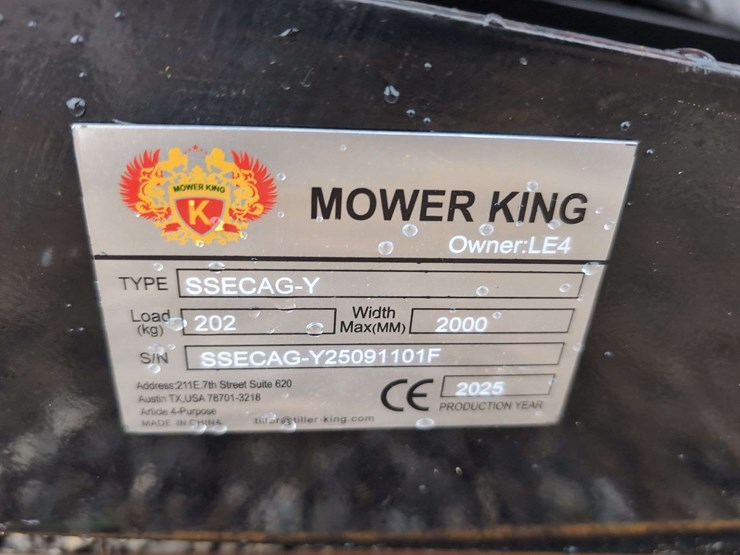 MOWER KING
K
MOWER KING
Owner:LE4
TYPE SSECAG-Y
Load (kg) 202 Width Max(MM) 2000
S/N SSECAG-Y25091101F
Address:211E,7th Street Suite 620
Austin TX,USA 78701-3218
Article 4-Purpose
MADE IN CHINA
CE 2025
PRODUCTION YEAR